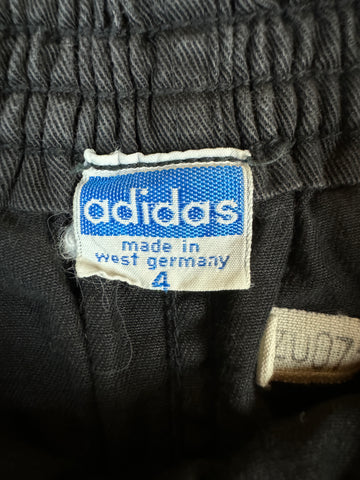 adidas
made in
west germany
4